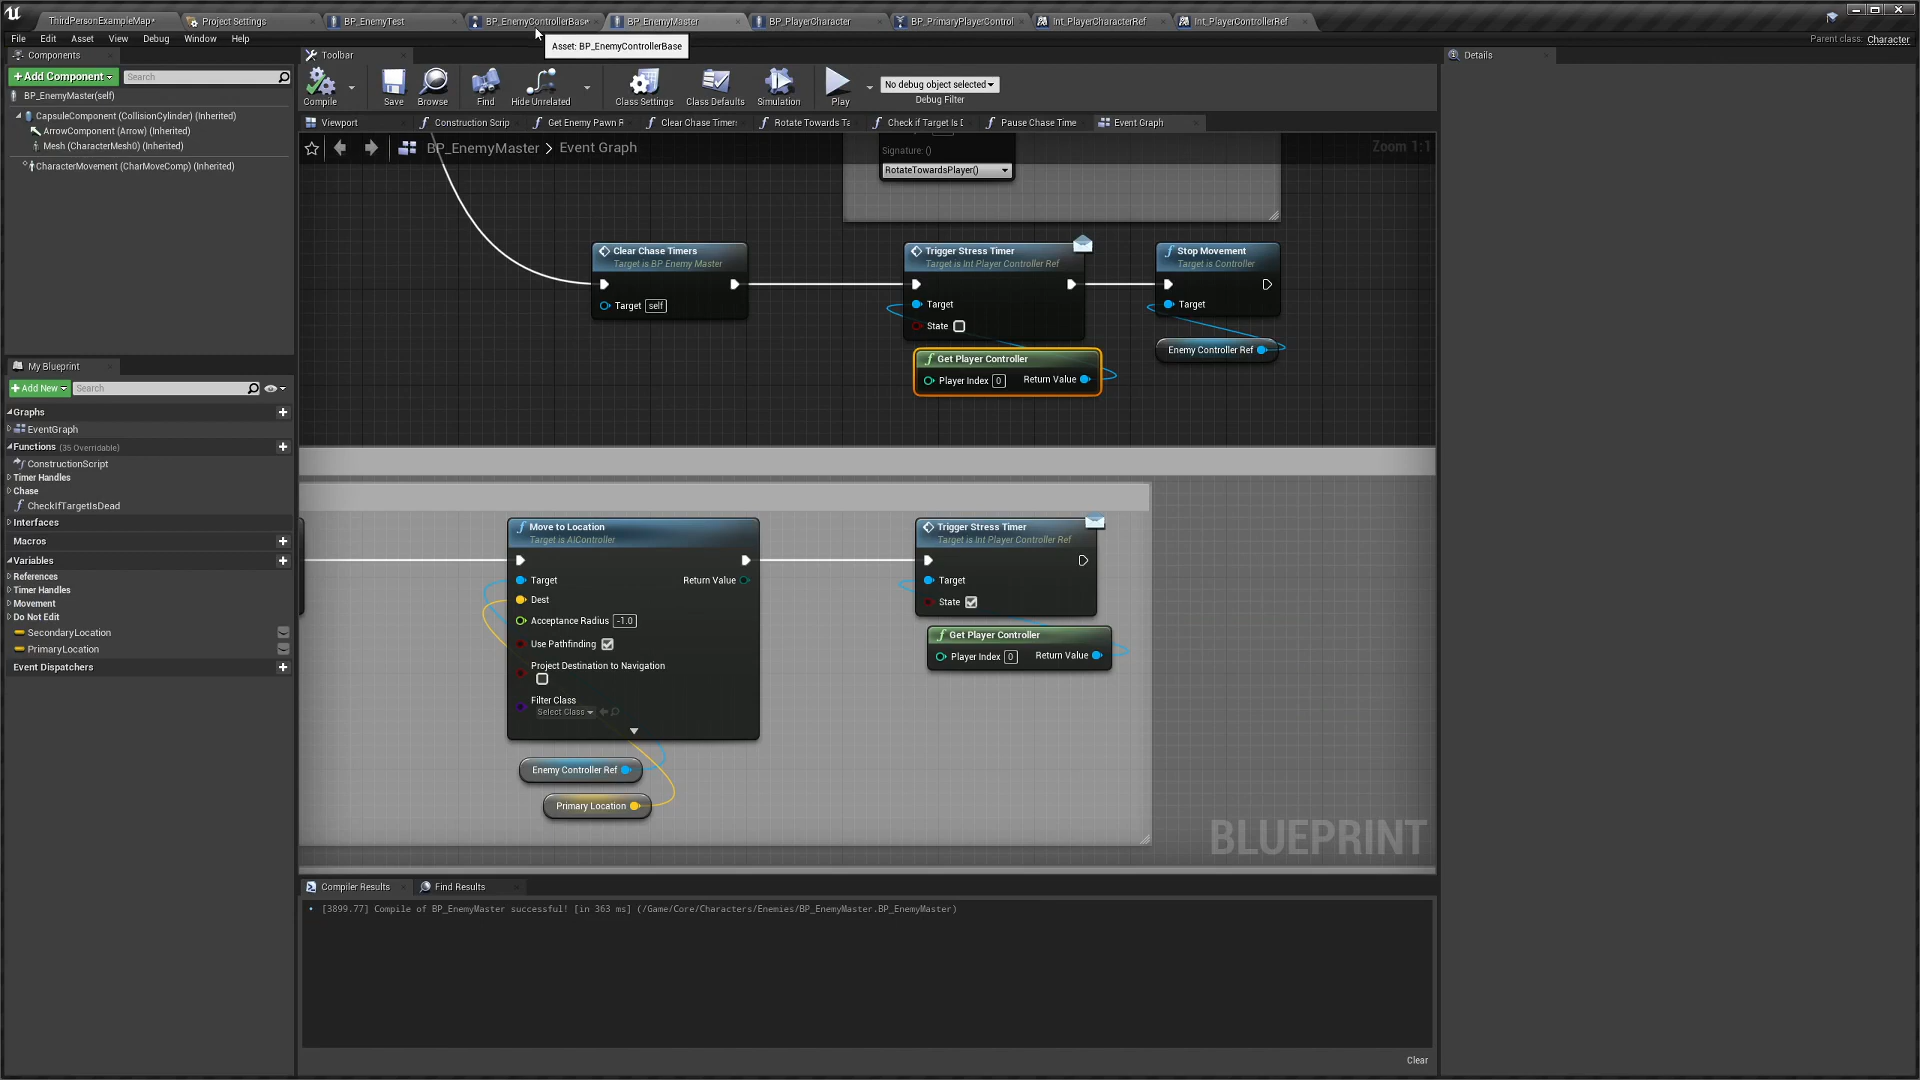 ThirdPersonExampleMap*
Project Settings
BP_EnemyTest
BP_EnemyControllerBase
BP_EnemyMaster
BP_PlayerCharacter
BP_PrimaryPlayerControl
Int_PlayerCharacterRef
Int_PlayerControllerRef
File Edit Asset View Debug Window Help
Asset: BP_EnemyControllerBase
Parent class: Character
Components
Toolbar
Details
+Add Component
Search
BP_EnemyMaster(self)
CapsuleComponent (CollisionCylinder) (Inherited)
ArrowComponent (Arrow) (Inherited)
Mesh (CharacterMesh0) (Inherited)
CharacterMovement (CharMoveComp) (Inherited)
Compile
Save
Browse
Find
Hide Unrelated
Class Settings
Class Defaults
Simulation
Play
No debug object selected
Debug Filter
Viewport
Construction Scrip
Get Enemy Pawn R
Clear Chase Timer
Rotate Towards Ta
Check if Target Is D
Pause Chase Time
Event Graph
BP_EnemyMaster > Event Graph
Zoom 1:1
Signature: ()
RotateTowardsPlayer()
Clear Chase Timers
Target is BP Enemy Master
Target self
Trigger Stress Timer
Target is Int Player Controller Ref
Target
State
Stop Movement
Target is Controller
Target
Enemy Controller Ref
Get Player Controller
Player Index 0 Return Value
My Blueprint
+Add New
Search
Graphs
EventGraph
Functions (35 Overridable)
ConstructionScript
Timer Handles
Chase
CheckIfTargetIsDead
Interfaces
Macros
Variables
References
Timer Handles
Movement
Do Not Edit
SecondaryLocation
PrimaryLocation
Event Dispatchers
Move to Location
Target is AIController
Target Return Value
Dest
Acceptance Radius -1.0
Use Pathfinding
Project Destination to Navigation
Filter Class
Select Class
Enemy Controller Ref
Primary Location
Trigger Stress Timer
Target is Int Player Controller Ref
Target
State
Get Player Controller
Player Index 0 Return Value
BLUEPRINT
Compiler Results
Find Results
[3899.77] Compile of BP_EnemyMaster successful! [in 363 ms] (/Game/Core/Characters/Enemies/BP_EnemyMaster.BP_EnemyMaster)
Clear